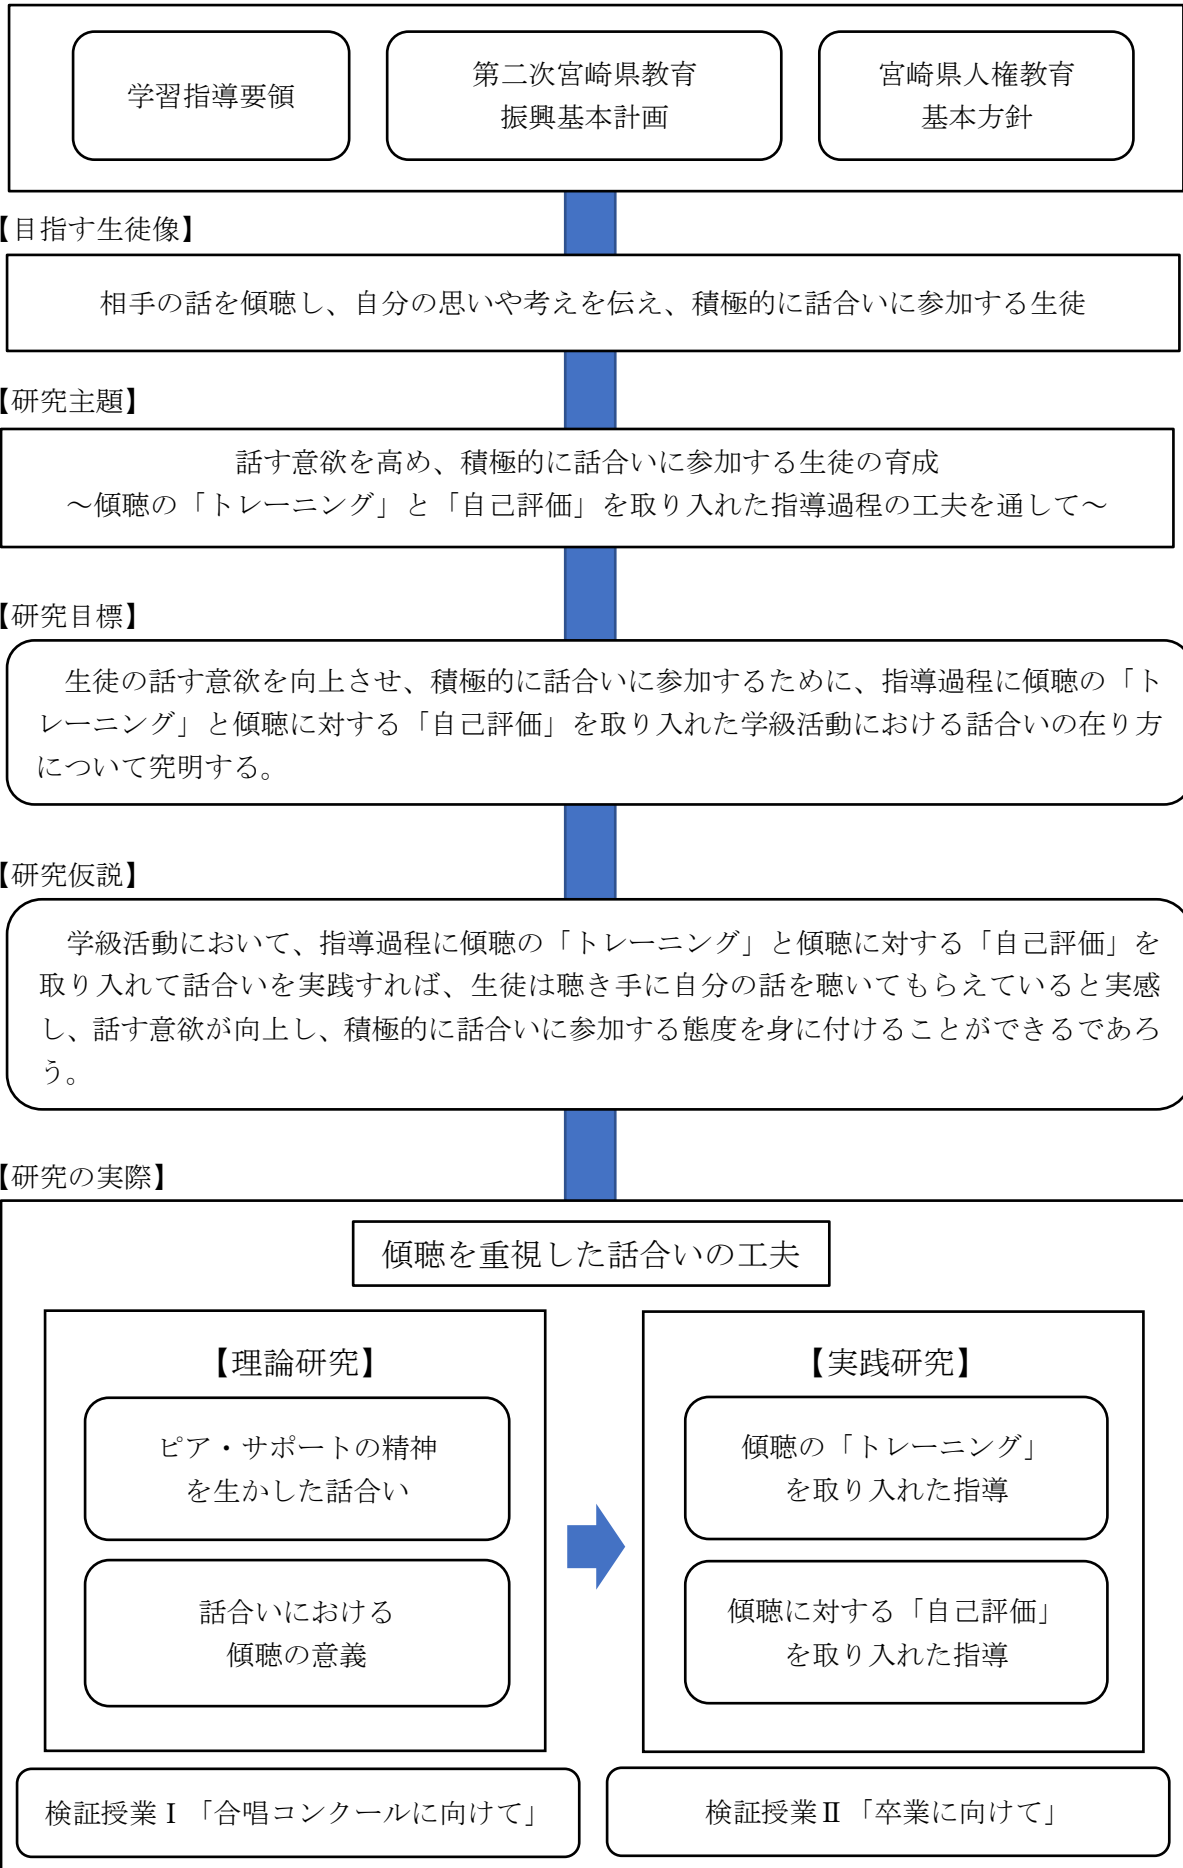 学習指導要領
第二次宮崎県教育
振興基本計画
宮崎県人権教育
基本方針
【目指す生徒像】
相手の話を傾聴し、自分の思いや考えを伝え、積極的に話合いに参加する生徒
【研究主題】
話す意欲を高め、積極的に話合いに参加する生徒の育成
～傾聴の「トレーニング」と「自己評価」を取り入れた指導過程の工夫を通して～
【研究目標】
生徒の話す意欲を向上させ、積極的に話合いに参加するために、指導過程に傾聴の「ト
レーニング」と傾聴に対する「自己評価」を取り入れた学級活動における話合いの在り方
について究明する。
【研究仮説】
学級活動において、指導過程に傾聴の「トレーニング」と傾聴に対する「自己評価」を
取り入れて話合いを実践すれば、生徒は聴き手に自分の話を聴いてもらえていると実感
し、話す意欲が向上し、積極的に話合いに参加する態度を身に付けることができるであろ
う。
【研究の実際】
傾聴を重視した話合いの工夫
【理論研究】
ピア・サポートの精神
を生かした話合い
話合いにおける
傾聴の意義
【実践研究】
傾聴の「トレーニング」
を取り入れた指導
傾聴に対する「自己評価」
を取り入れた指導
検証授業Ⅰ「合唱コンクールに向けて」
検証授業Ⅱ「卒業に向けて」